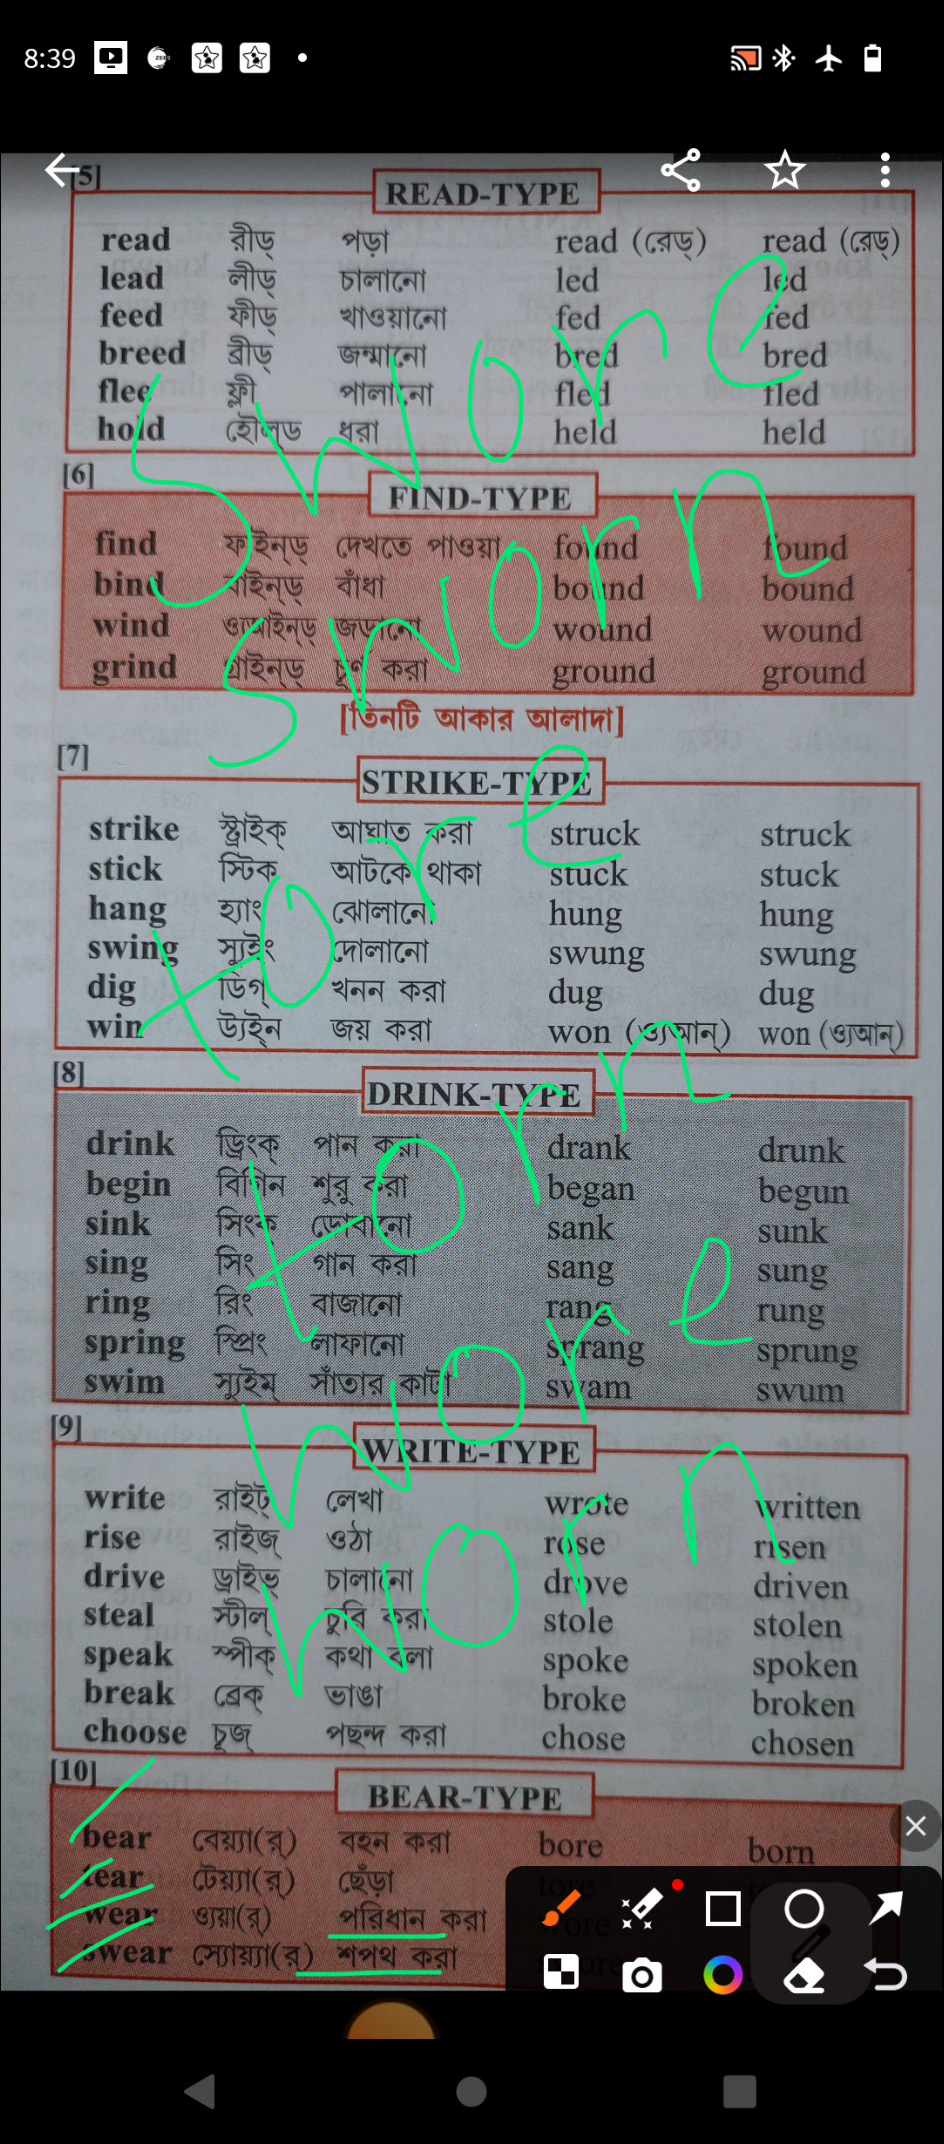 8:39
[5]
READ-TYPE
read রীড্ পড়া read (রেড্) read (রেড্)
lead লীড্ চালানো led led
feed ফীড্ খাওয়ানো fed fed
breed ব্রীড্ জন্মানো bred bred
flee ফ্লী পালানো fled fled
hold হৌল্ড ধরা held held
swore
[6]
FIND-TYPE
find ফাইন্ড্ দেখতে পাওয়া found found
bind বাইন্ড্ বাঁধা bound bound
wind ওআইন্ড্ জড়ানো wound wound
grind গ্রাইন্ড্ চূর্ণ করা ground ground
sworn
[তিনটি আকার আলাদা]
[7]
STRIKE-TYPE
strike স্ট্রাইক্ আঘাত করা struck struck
stick স্টিক্ আটকে থাকা stuck stuck
hang হ্যাং ঝোলানো hung hung
swing স্যুইং দোলানো swung swung
dig ডিগ্ খনন করা dug dug
win উ্যইন জয় করা won (ওআন্) won (ওআন্)
tore
[8]
DRINK-TYPE
drink ড্রিংক্ পান করা drank drunk
begin বিগিন শুরু করা began begun
sink সিংক্ ডোবানো sank sunk
sing সিং গান করা sang sung
ring রিং বাজানো rang rung
spring স্প্রিং লাফানো sprang sprung
swim স্যুইম্ সাঁতার কাটা swam swum
torn
[9]
WRITE-TYPE
write রাইট্ লেখা wrote written
rise রাইজ্ ওঠা rose risen
drive ড্রাইভ্ চালানো drove driven
steal স্টীল্ চুরি করা stole stolen
speak স্পীক্ কথা বলা spoke spoken
break ব্রেক্ ভাঙা broke broken
choose চূজ্ পছন্দ করা chose chosen
wore
worn
[10]
BEAR-TYPE
bear বেয়্যা(র্) বহন করা bore born
tear টেয়্যা(র্) ছেঁড়া tore
wear ওয়া(র্) পরিধান করা wore
swear স্যোয়্যা(র্) শপথ করা